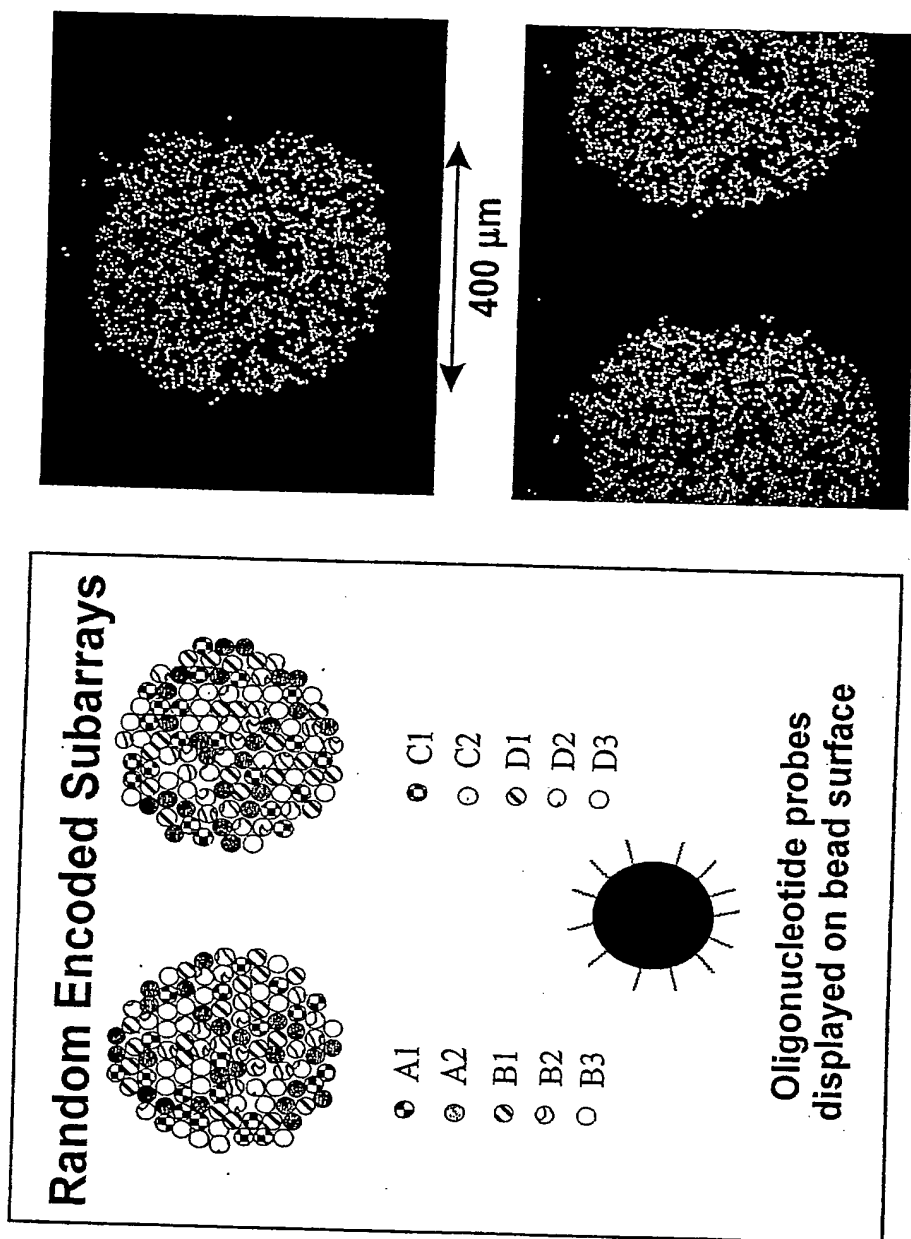 Random Encoded Subarrays
A1
A2
B1
B2
B3
C1
C2
D1
D2
D3
Oligonucleotide probes
displayed on bead surface
400 μm